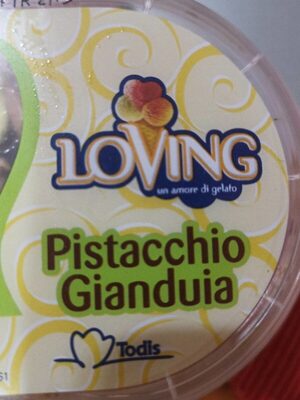 LOVING
un amore di gelato
Pistacchio
Gianduia
Todis